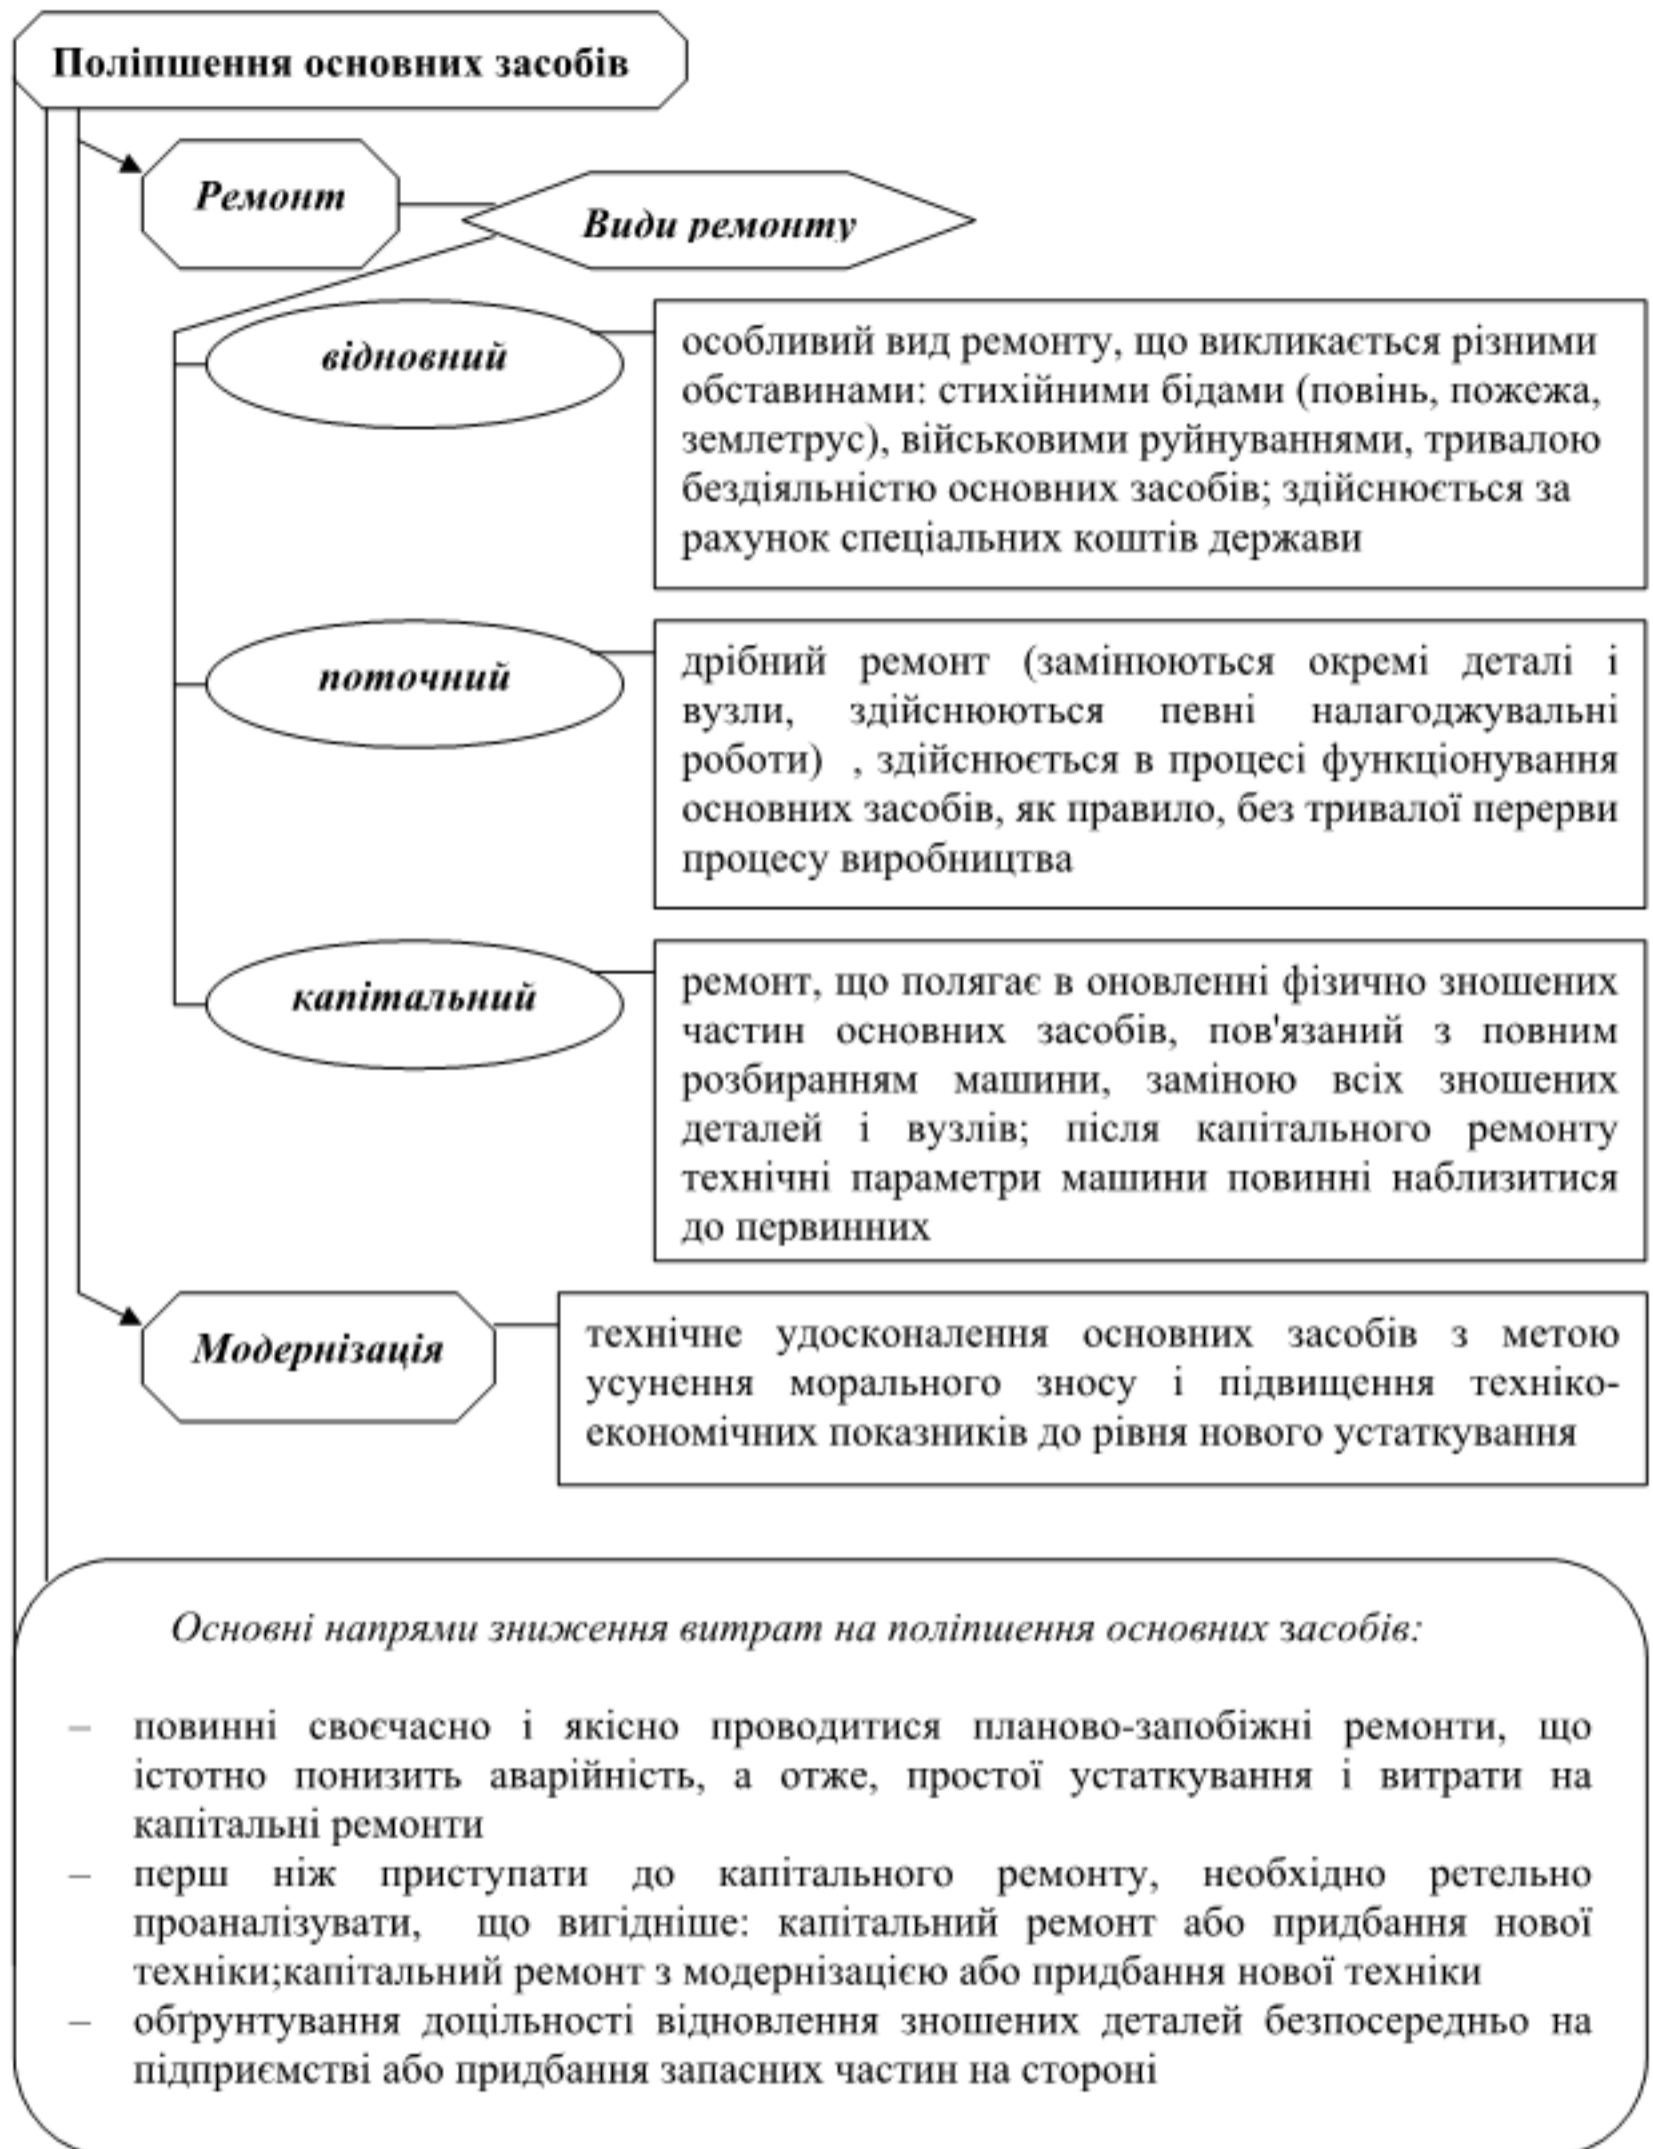 Поліпшення основних засобів
Ремонт
Види ремонту
відновний
особливий вид ремонту, що викликається різними
обставинами: стихійними бідами (повінь, пожежа,
землетрус), військовими руйнуваннями, тривалою
бездіяльністю основних засобів; здійснюється за
рахунок спеціальних коштів держави
поточний
дрібний ремонт (замінюються окремі деталі і
вузли, здійснюються певні налагоджувальні
роботи) , здійснюється в процесі функціонування
основних засобів, як правило, без тривалої перерви
процесу виробництва
капітальний
ремонт, що полягає в оновленні фізично зношених
частин основних засобів, пов'язаний з повним
розбиранням машини, заміною всіх зношених
деталей і вузлів; після капітального ремонту
технічні параметри машини повинні наблизитися
до первинних
Модернізація
технічне удосконалення основних засобів з метою
усунення морального зносу і підвищення техніко-
економічних показників до рівня нового устаткування
Основні напрями зниження витрат на поліпшення основних засобів:
– повинні своєчасно і якісно проводитися планово-запобіжні ремонти, що
істотно понизить аварійність, а отже, простої устаткування і витрати на
капітальні ремонти
– перш ніж приступати до капітального ремонту, необхідно ретельно
проаналізувати, що вигідніше: капітальний ремонт або придбання нової
техніки;капітальний ремонт з модернізацією або придбання нової техніки
– обґрунтування доцільності відновлення зношених деталей безпосередньо на
підприємстві або придбання запасних частин на стороні